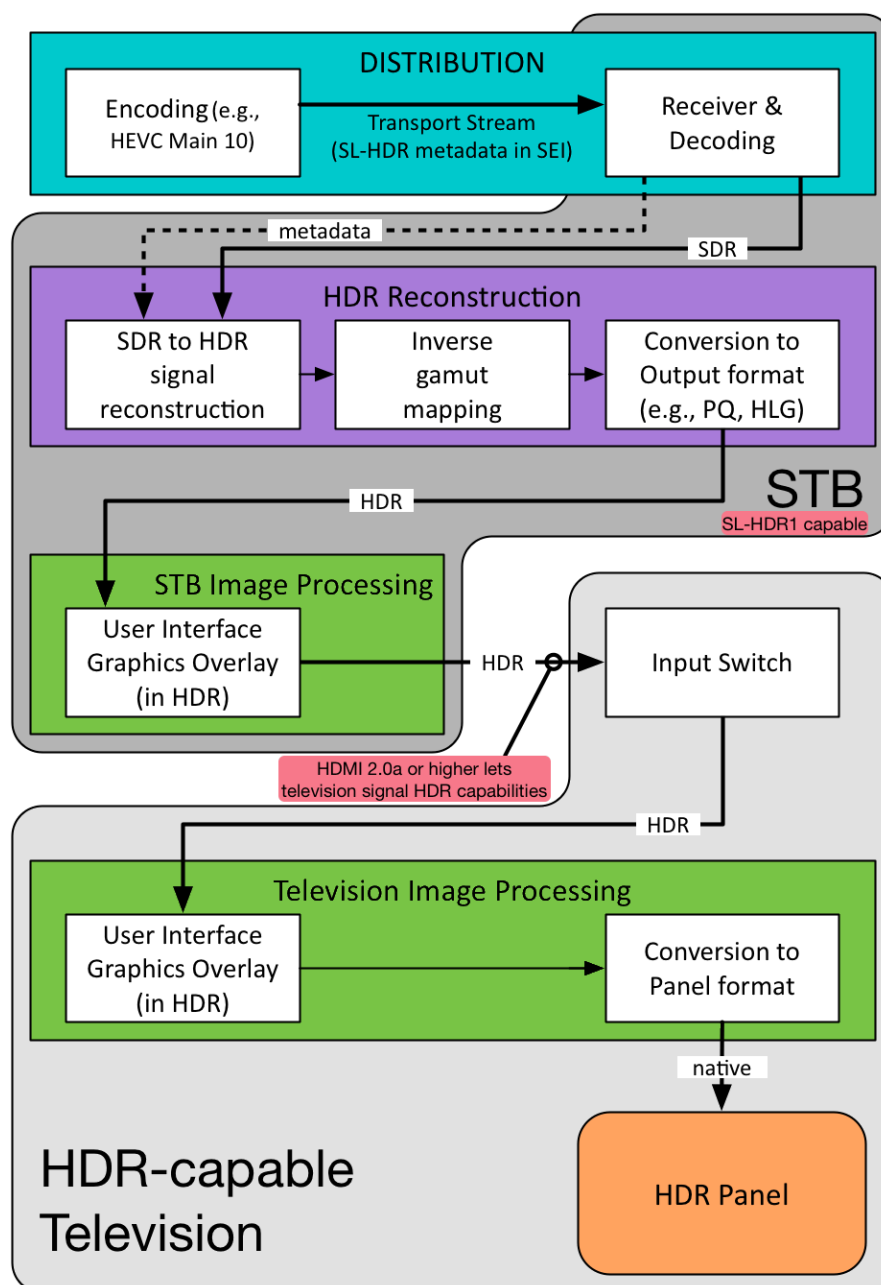 DISTRIBUTION
Encoding (e.g.,
HEVC Main 10)
Transport Stream
(SL-HDR metadata in SEI)
Receiver &
Decoding
metadata
SDR
HDR Reconstruction
SDR to HDR
signal
reconstruction
Inverse
gamut
mapping
Conversion to
Output format
(e.g., PQ, HLG)
HDR
STB
SL-HDR1 capable
STB Image Processing
User Interface
Graphics Overlay
(in HDR)
HDR
Input Switch
HDMI 2.0a or higher lets
television signal HDR capabilities
HDR
Television Image Processing
User Interface
Graphics Overlay
(in HDR)
Conversion to
Panel format
native
HDR-capable
Television
HDR Panel